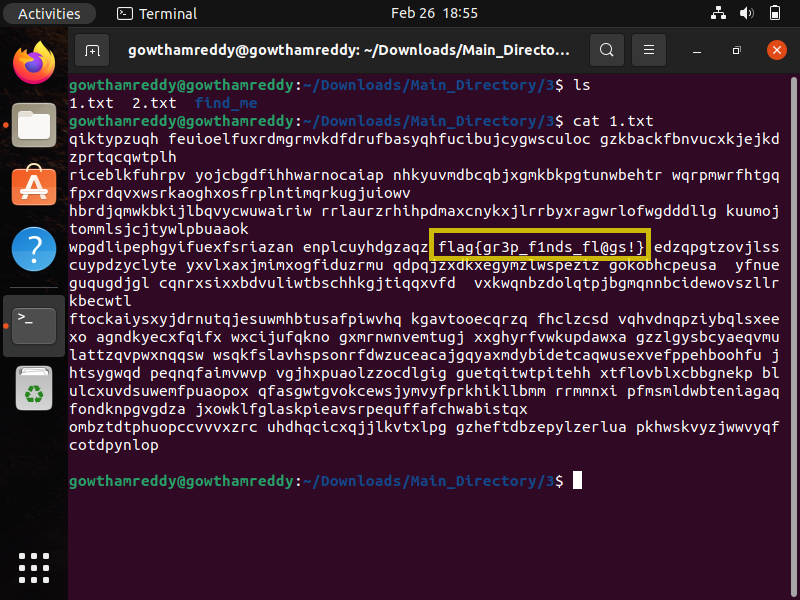 Activities Terminal Feb 26 18:55
gowthamreddy@gowthamreddy: ~/Downloads/Main_Directo...
gowthamreddy@gowthamreddy:~/Downloads/Main_Directory/3$ ls
1.txt 2.txt find_me
gowthamreddy@gowthamreddy:~/Downloads/Main_Directory/3$ cat 1.txt
qiktypzuqh feuioelfuxrdmgrmvkdfdrufbasyqhfucibujcygwsculoc gzkbackfbnvucxkjejkd
zprtqcqwtplh
riceblkfuhrpv yojcbgdfihhwarnocaiap nhkyuvmdbcqbjxgmkbkpgtunwbehtr wqrpmwrfhtgq
fpxrdqvxwsrkaoghxosfrplntimqrkugjuiowv
hbrdjqmwkbkijlbqvycwuwairiw rrlaurzrhihpdmaxcnykxjlrrbyxragwrlofwgdddllg kuumoj
tommlsjcjtywlpbuaaok
wpgdlipephgyifuexfsriazan enplcuyhdgzaqz flag{gr3p_f1nds_fl@gs!} edzqpgtzovjlss
cuypdzyclyte yxvlxaxjmimxogfiduzrmu qdpqjzxdkxegymzlwspeziz gokobhcpeusa yfnue
guqugdjgl cqnrxsixxbdvuliwtbschhkgjtiqqxvfd vxkwqnbzdolqtpjbgmqnnbcidewovszllr
kbecwtl
ftockaiysxyjdrnutqjesuwmhbtusafpiwvhq kgavtooecqrzq fhclzcsd vqhvdnqpziybqlsxee
xo agndkyecxfqifx wxcijufqkno gxmrnwnvemtugj xxghyrfvwkupdawxa gzzlgysbcyaeqvmu
lattzqvpwxnqqsw wsqkfslavhspsonrfdwzuceacajgqyaxmdybidetcaqwusexvefppehboohfu j
htsygwqd peqnqfaimvwvp vgjhxpuaolzzocdlgig guetqitwtpitehh xtflovblxcbbgnekp bl
ulcxuvdsuwemfpuaopox qfasgwtgvokcewsjymvyfprkhikllbmm rrmmnxi pfmsmldwbteniagaq
fondknpgvgdza jxowklfglaskpieavsrpequffafchwabistqx
ombztdtphuopccvvvxzrc uhdhqcicxqjjlkvtxlpg gzheftdbzepylzerlua pkhwskvyzjwwvyqf
cotdpynlop
gowthamreddy@gowthamreddy:~/Downloads/Main_Directory/3$